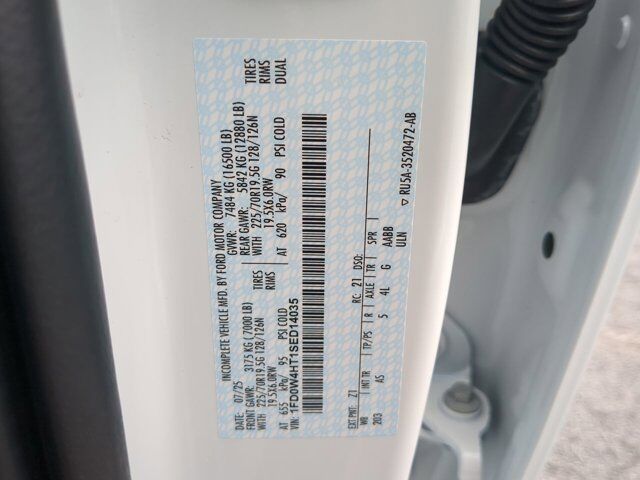 INCOMPLETE VEHICLE MFD. BY FORD MOTOR COMPANY
07/25 GVWR: 7484 KG (16500 LB)
FRONT GAWR: 3175 KG ( 7000 LB) REAR GAWR: 5842 KG (12880 LB)
WITH 225/70R19.5G 128/126N TIRES WITH 225/70R19.5G 128/126N TIRES
19.5X6.0RW RIMS 19.5X6.0RW RIMS
AT 655 kPa/ 95 PSI COLD AT 620 kPa/ 90 PSI COLD DUAL
VIN: 1FD0W4HT1SED14035
EXT PNT: Z1 RC: 21 DSO:
WB INT TR TP/PS R AXLE TR SPR
203 AS 5 4L G AABB
ULN
▽ RU5A-3520472-AB